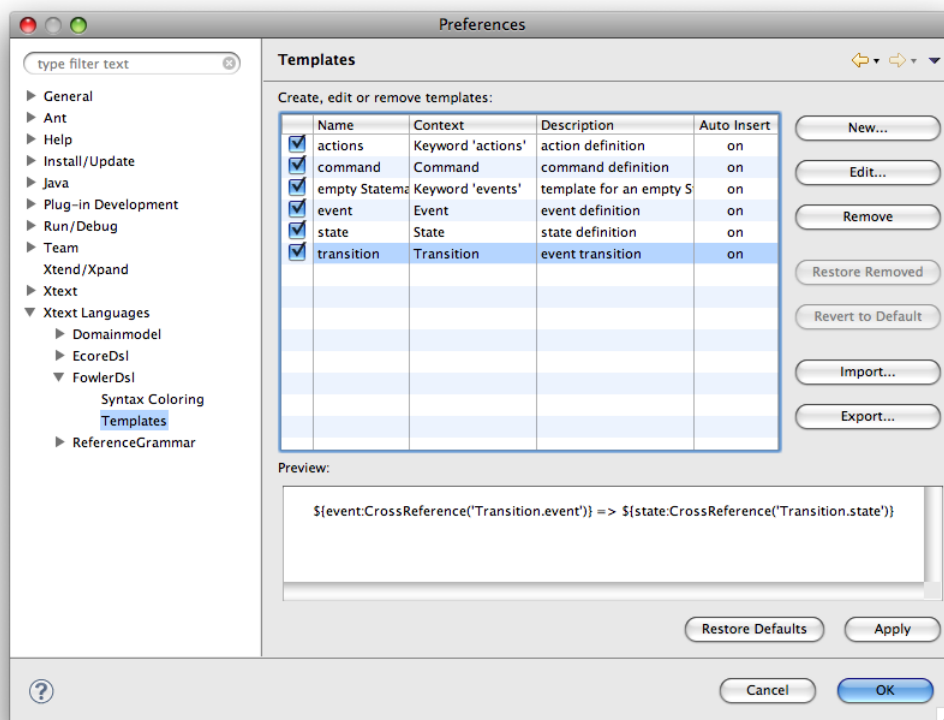 Preferences
type filter text
General
Ant
Help
Install/Update
Java
Plug-in Development
Run/Debug
Team
Xtend/Xpand
Xtext
Xtext Languages
Domainmodel
EcoreDsl
FowlerDsl
Syntax Coloring
Templates
ReferenceGrammar
Templates
Create, edit or remove templates:
Name Context Description Auto Insert
actions Keyword 'actions' action definition on
command Command command definition on
empty Statema Keyword 'events' template for an empty S on
event Event event definition on
state State state definition on
transition Transition event transition on
New...
Edit...
Remove
Restore Removed
Revert to Default
Import...
Export...
Preview:
${event:CrossReference('Transition.event')} => ${state:CrossReference('Transition.state')}
Restore Defaults Apply
? Cancel OK